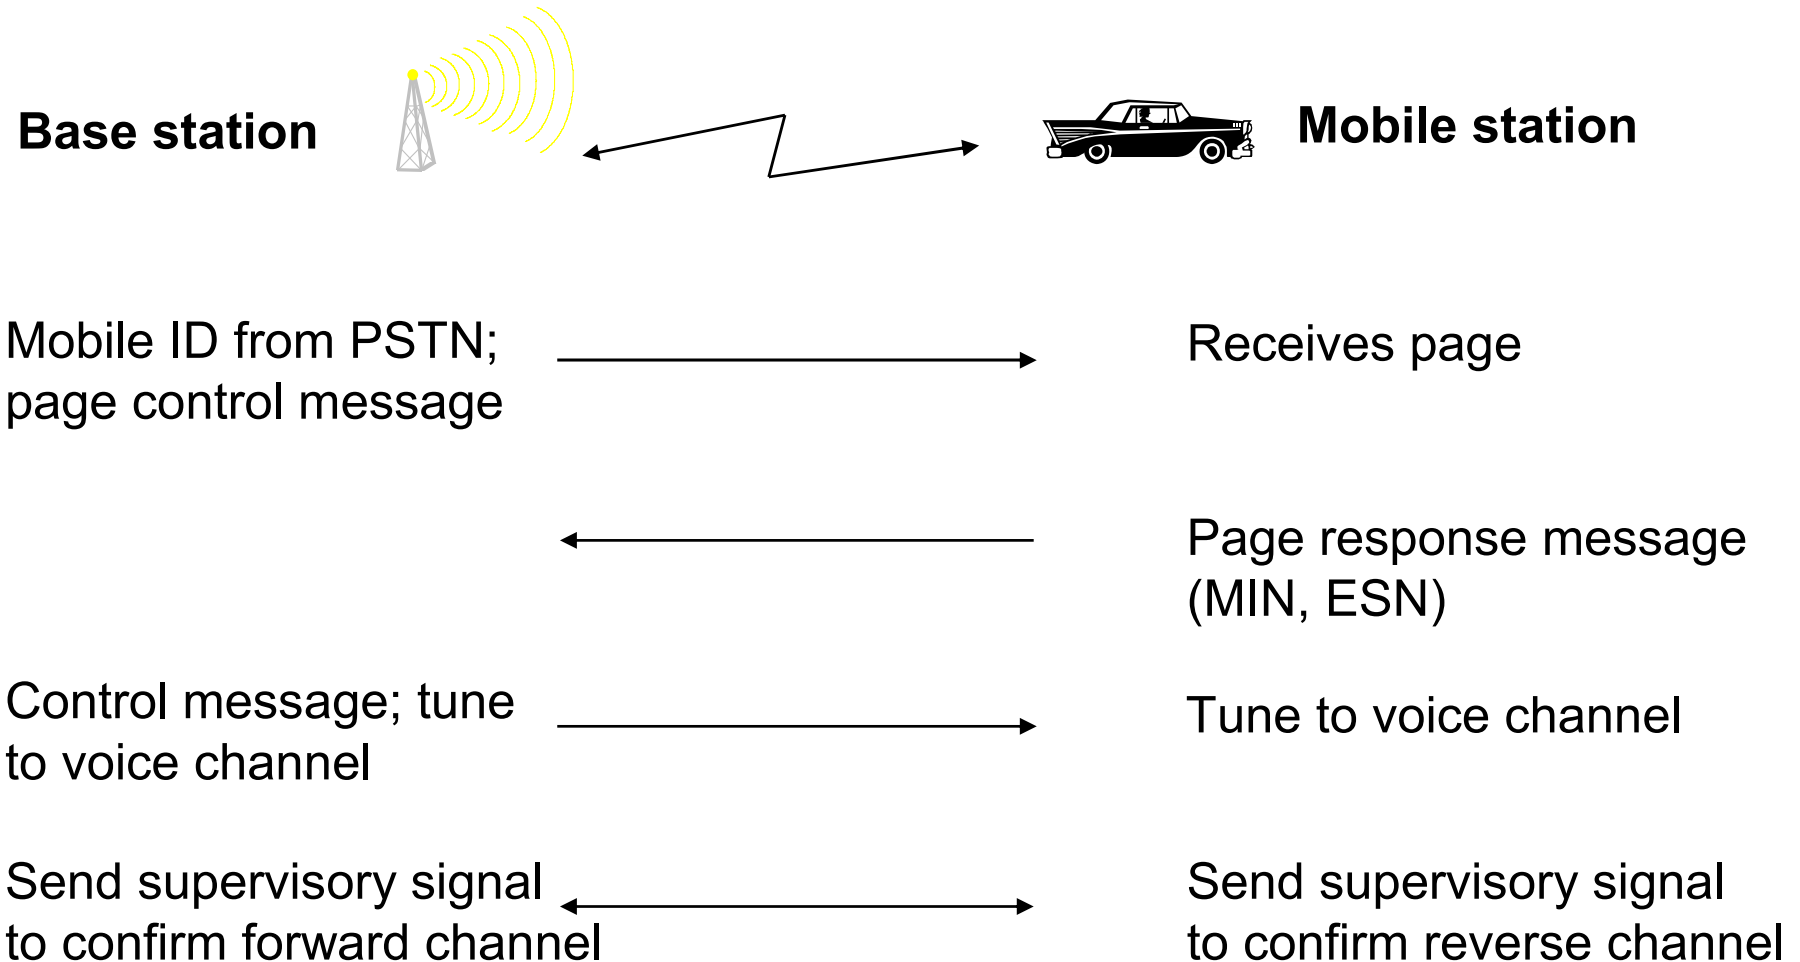 Base station
Mobile station
Mobile ID from PSTN;
page control message
Receives page
Page response message
(MIN, ESN)
Control message; tune
to voice channel
Tune to voice channel
Send supervisory signal
to confirm forward channel
Send supervisory signal
to confirm reverse channel